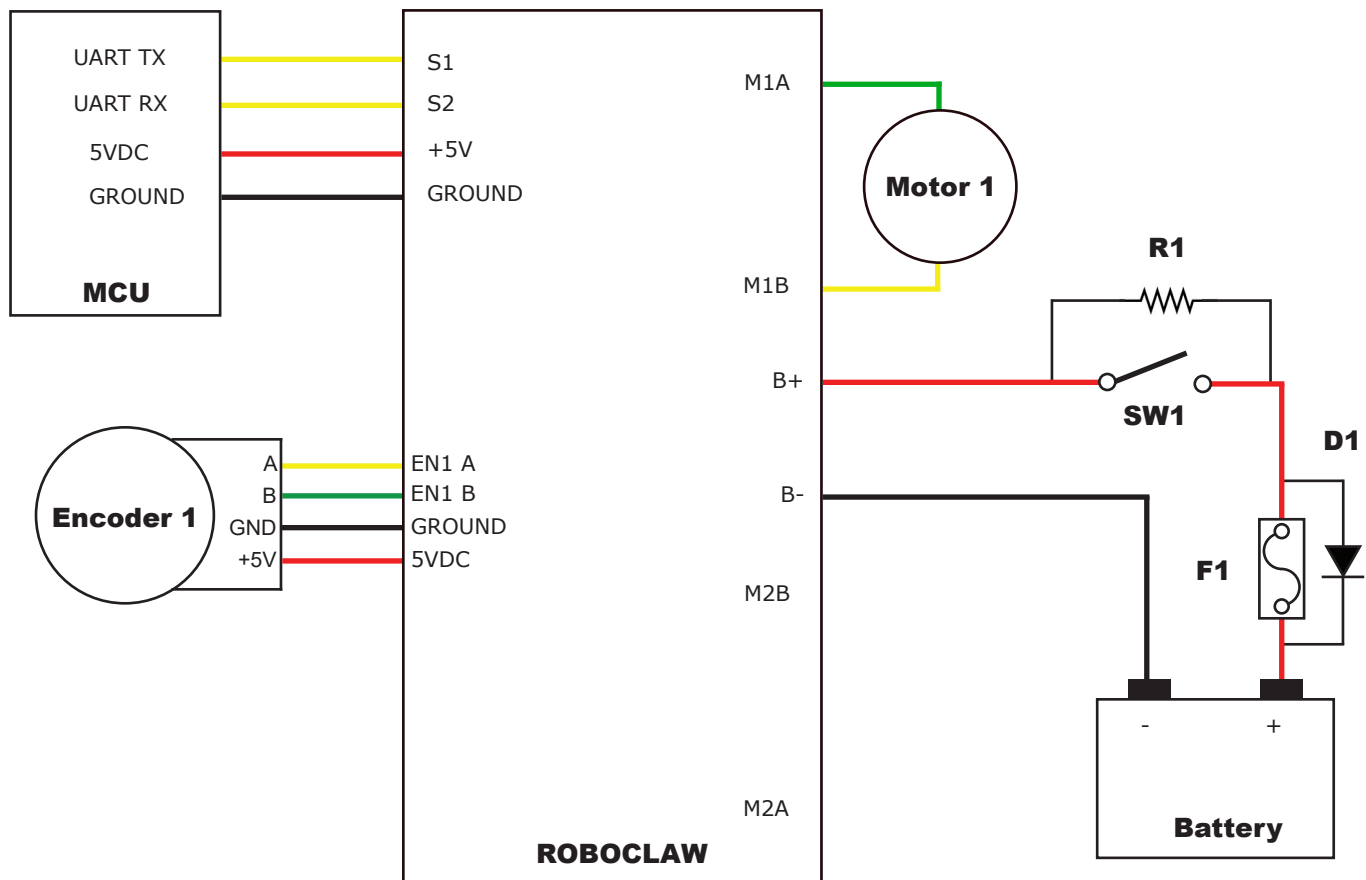 UART TX
UART RX
5VDC
GROUND
MCU
S1
S2
+5V
GROUND
M1A
Motor 1
M1B
R1
B+
SW1
D1
Encoder 1
A
B
GND
+5V
EN1 A
EN1 B
GROUND
5VDC
B-
F1
M2B
- +
Battery
M2A
ROBOCLAW